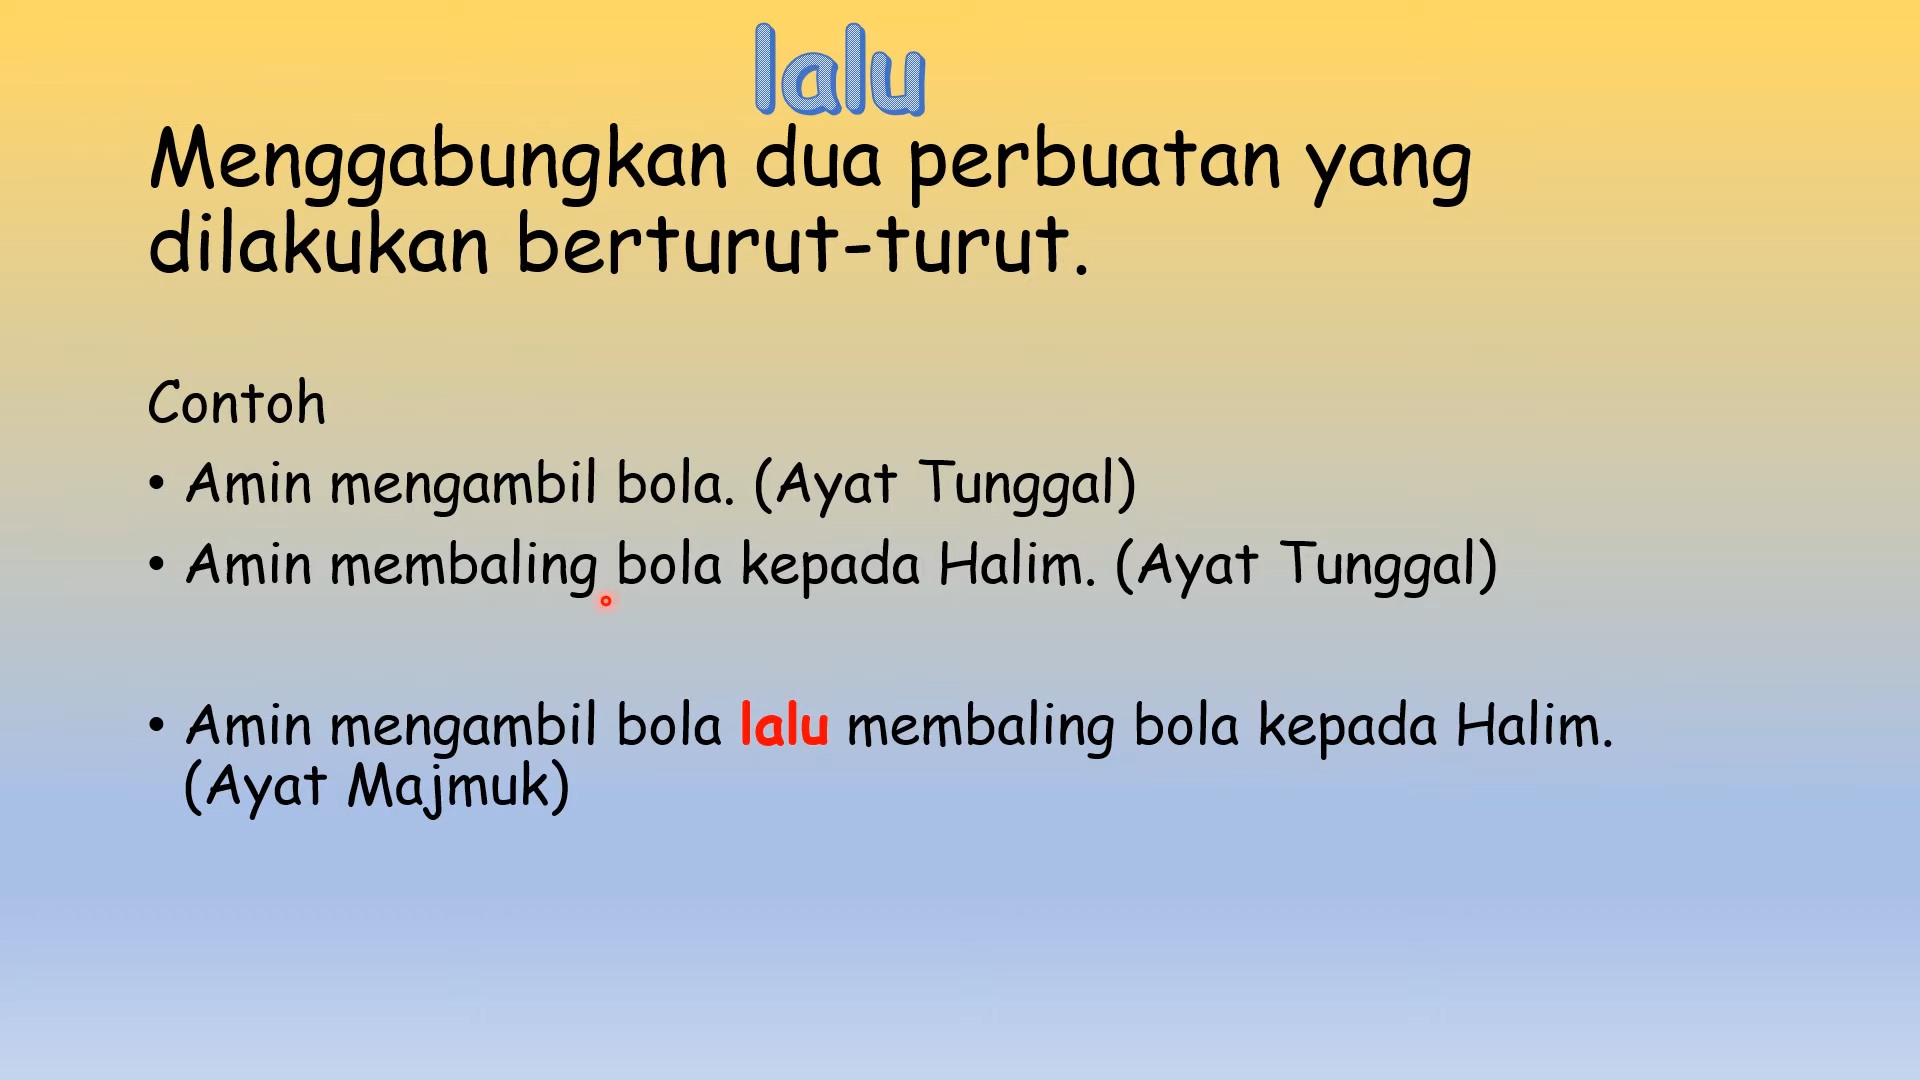 lalu
Menggabungkan dua perbuatan yang
dilakukan berturut-turut.
Contoh
• Amin mengambil bola. (Ayat Tunggal)
• Amin membaling bola kepada Halim. (Ayat Tunggal)
• Amin mengambil bola lalu membaling bola kepada Halim.
(Ayat Majmuk)